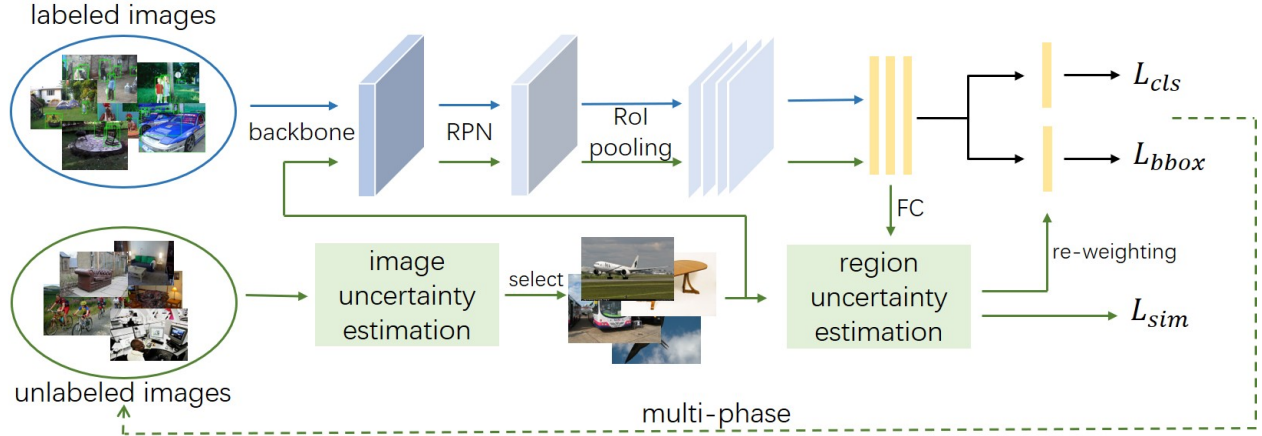 labeled images
backbone
RPN
RoI
pooling
L_cls
L_bbox
FC
image
uncertainty
estimation
select
region
uncertainty
estimation
re-weighting
L_sim
unlabeled images
multi-phase